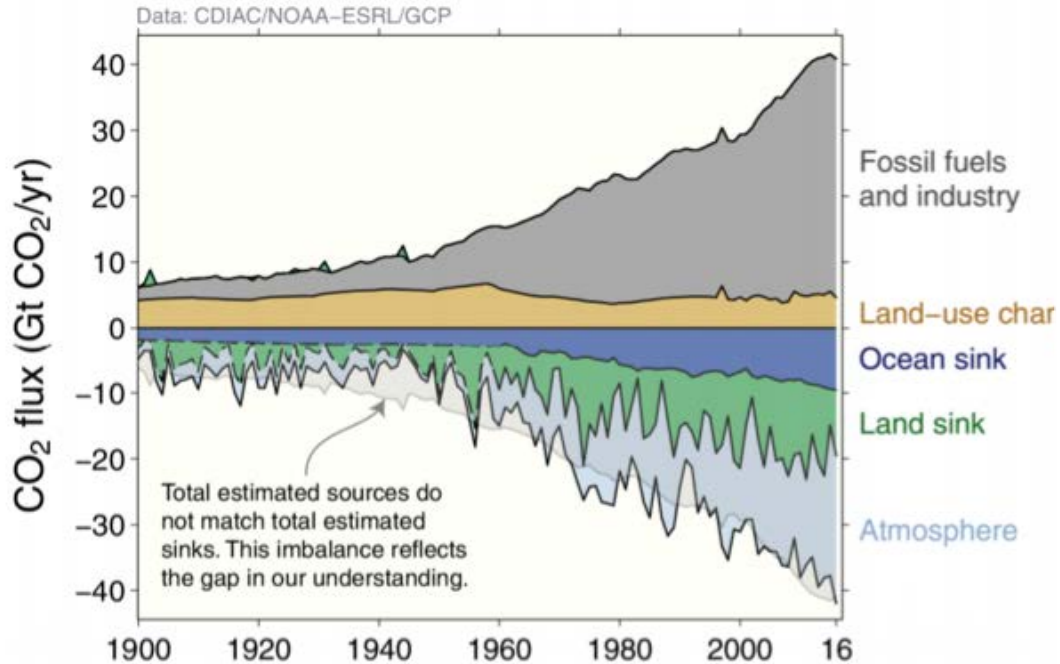 Data: CDIAC/NOAA−ESRL/GCP
CO₂ flux (Gt CO₂/yr)
40
30
20
10
0
−10
−20
−30
−40
1900
1920
1940
1960
1980
2000
16
Fossil fuels
and industry
Land−use char
Ocean sink
Land sink
Atmosphere
Total estimated sources do
not match total estimated
sinks. This imbalance reflects
the gap in our understanding.